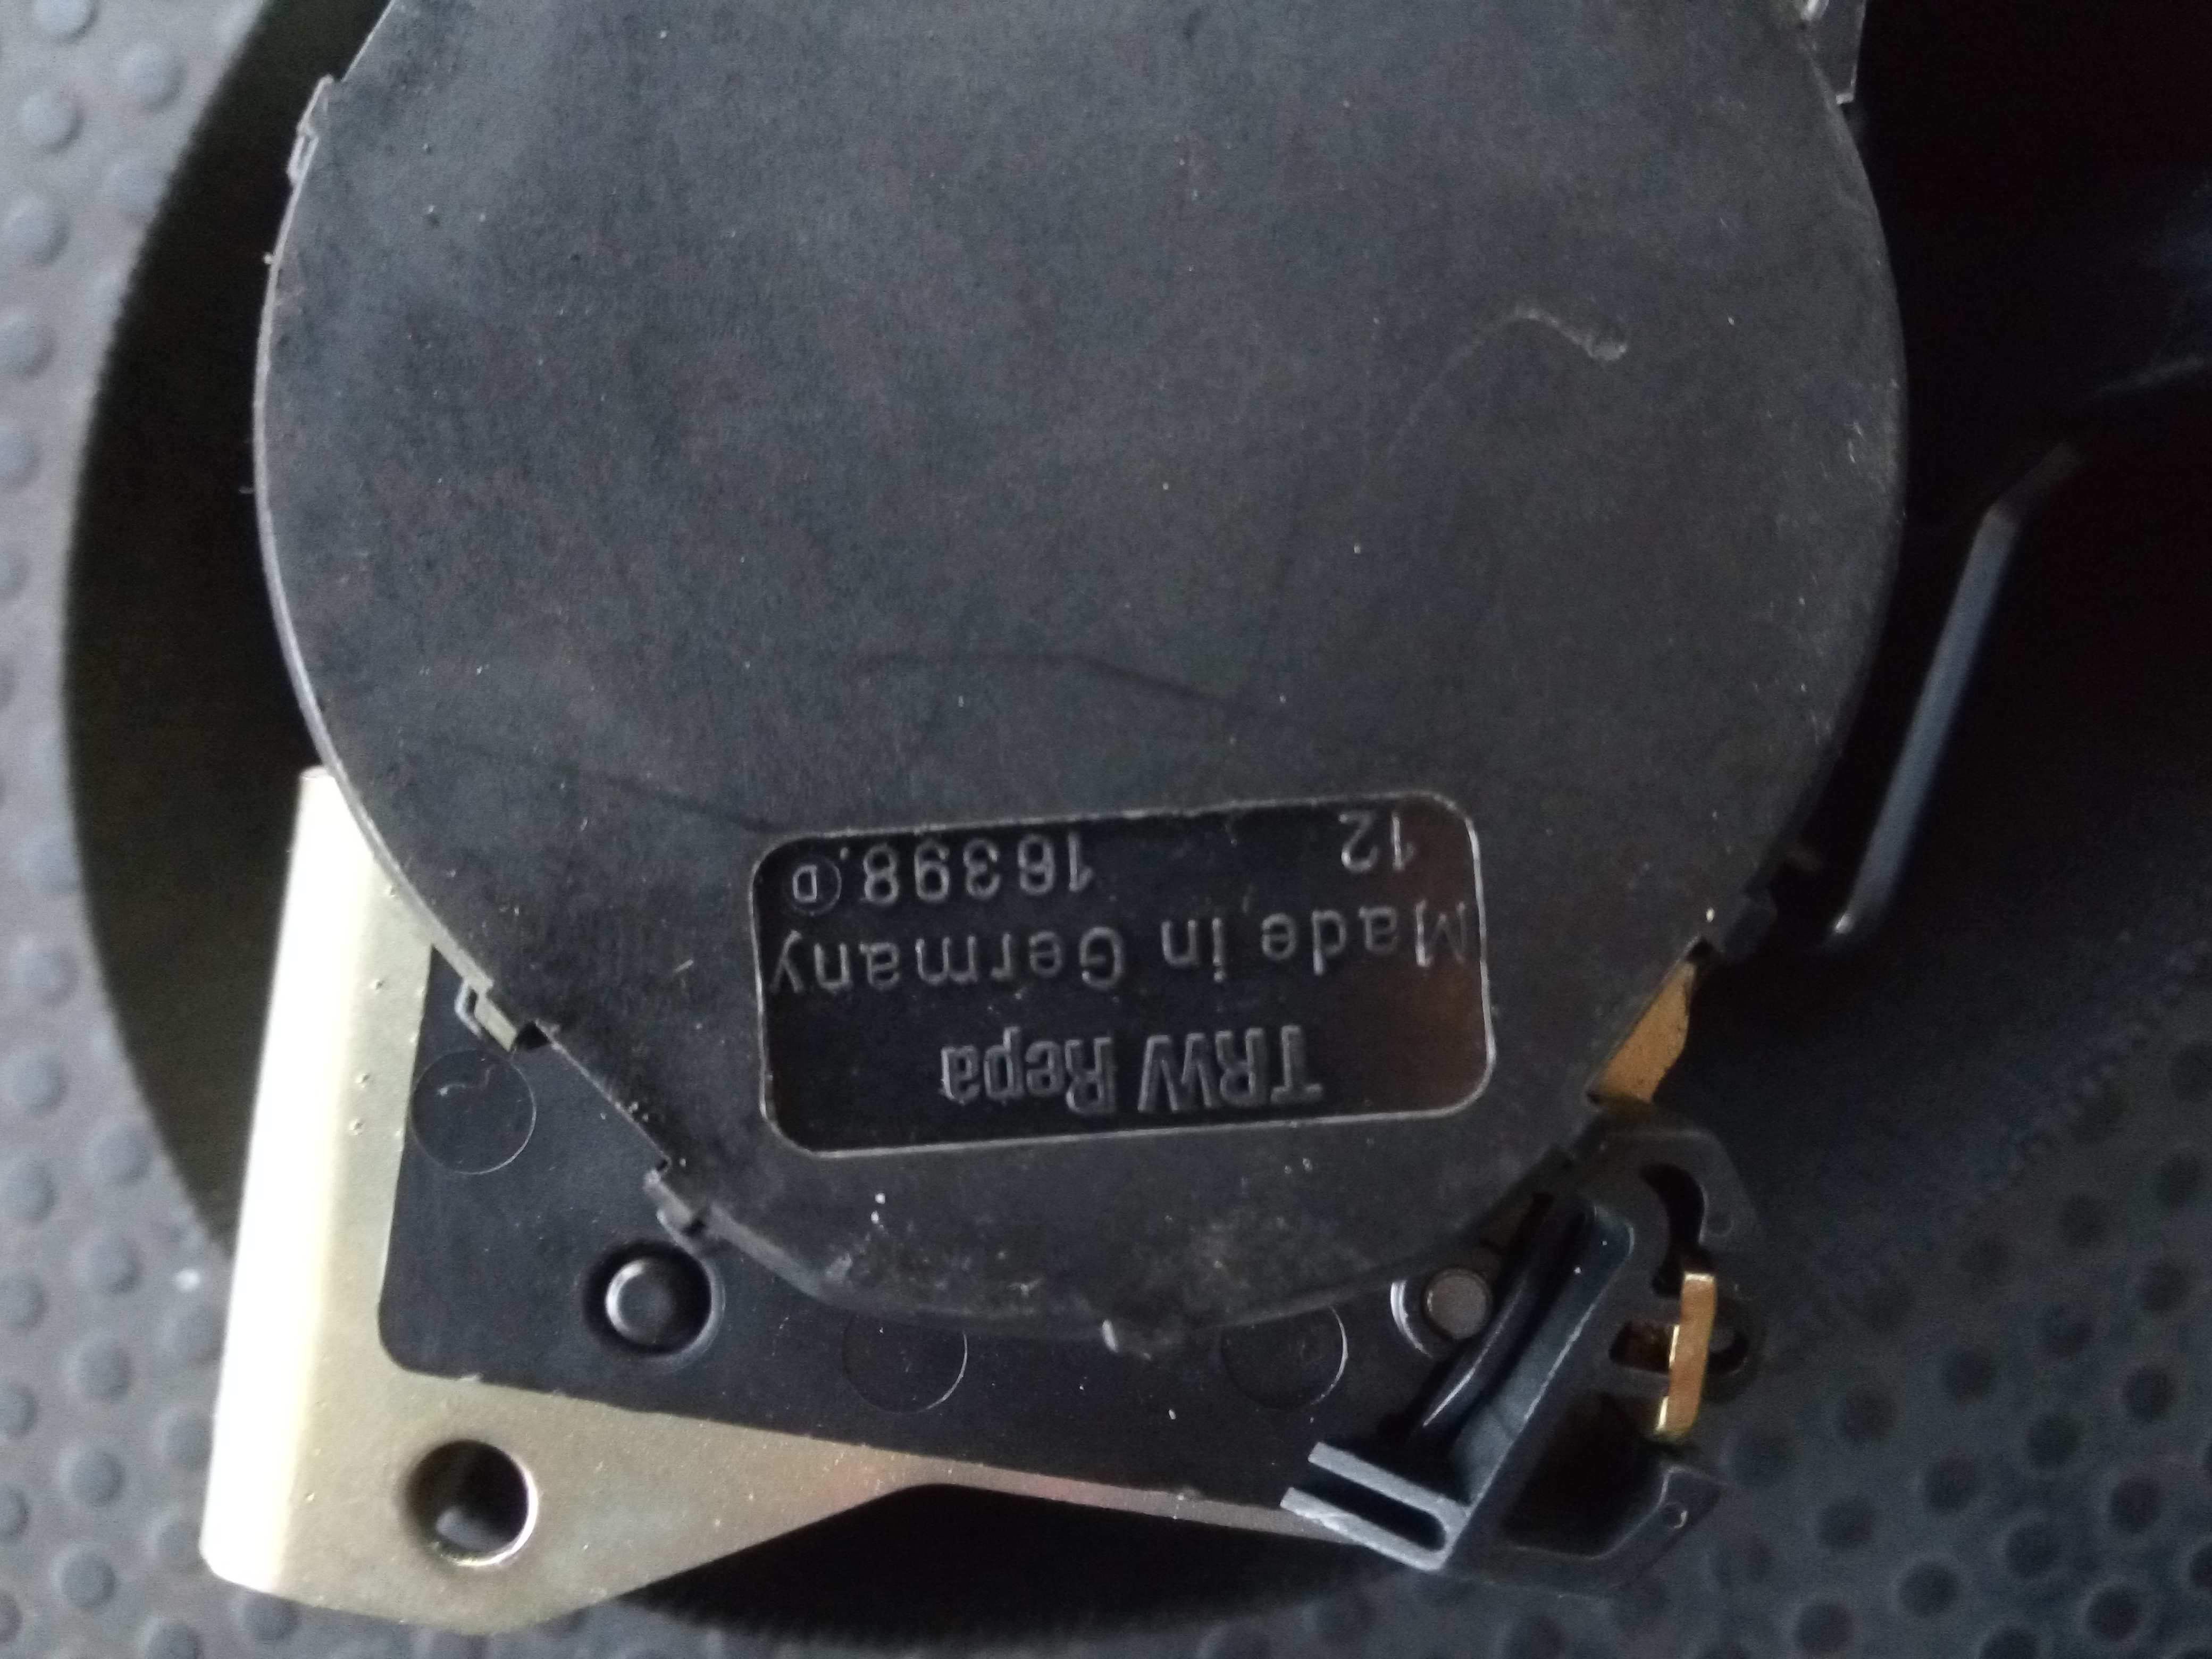 TRW Repa
Made in Germany
12 16398. D